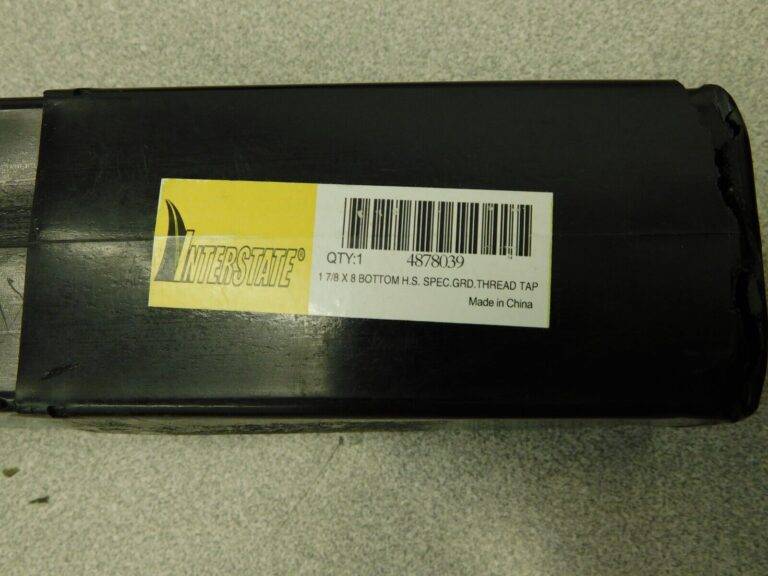 INTERSTATE®
QTY:1 4878039
1 7/8 X 8 BOTTOM H.S. SPEC.GRD.THREAD TAP
Made in China